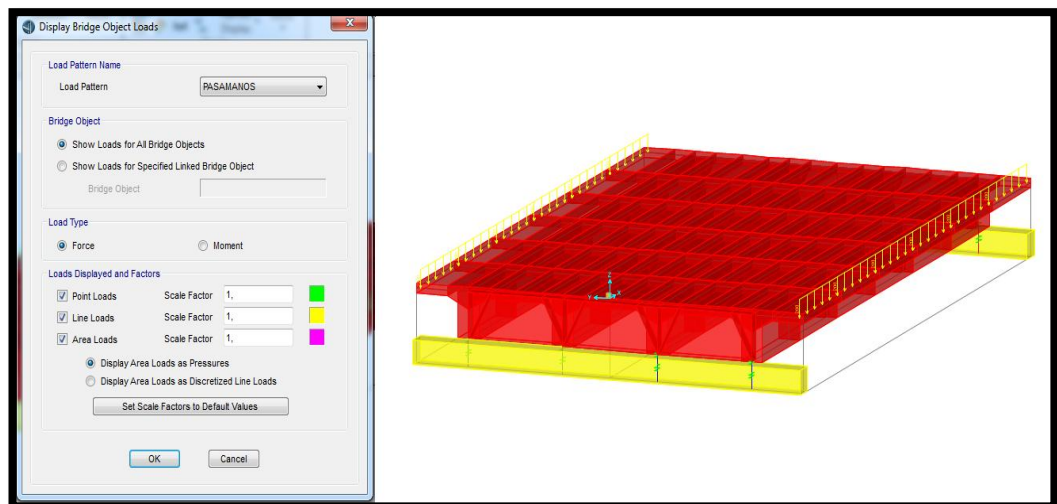 Display Bridge Object Loads
Load Pattern Name
Load Pattern
PASAMANOS
Bridge Object
Show Loads for All Bridge Objects
Show Loads for Specified Linked Bridge Object
Bridge Object
Load Type
Force
Moment
Loads Displayed and Factors
Point Loads Scale Factor 1,
Line Loads Scale Factor 1,
Area Loads Scale Factor 1,
Display Area Loads as Pressures
Display Area Loads as Discretized Line Loads
Set Scale Factors to Default Values
OK Cancel
Z
Y X